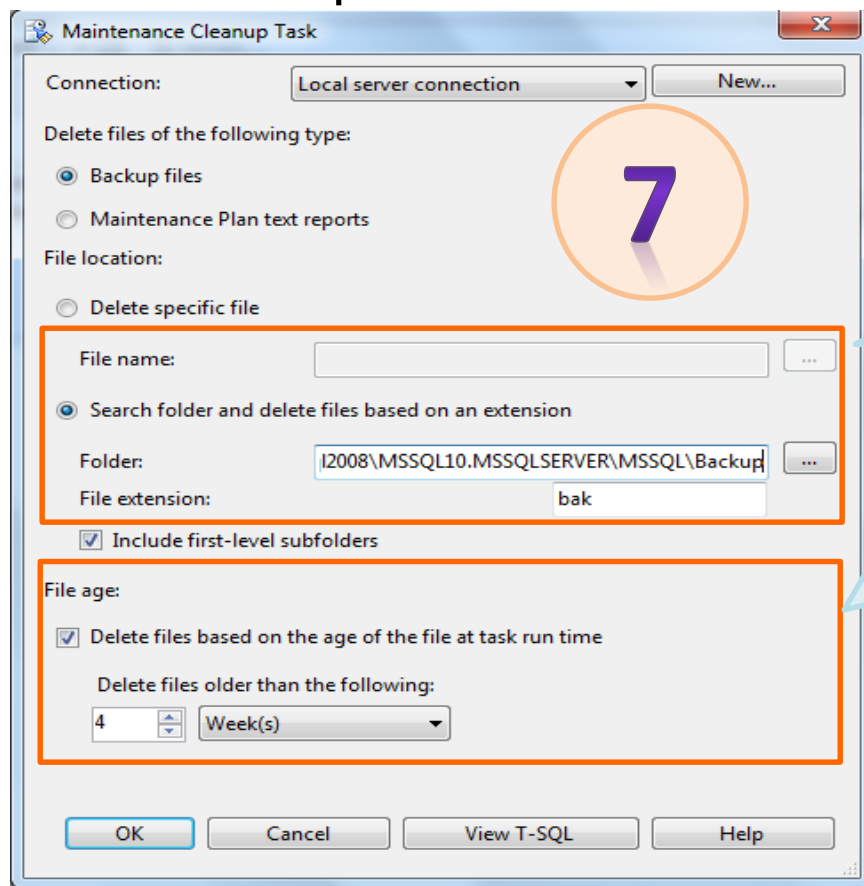 Maintenance Cleanup Task
Connection: Local server connection New...
Delete files of the following type:
Backup files
7
Maintenance Plan text reports
File location:
Delete specific file
File name: ...
Search folder and delete files based on an extension
Folder: l2008\MSSQL10.MSSQLSERVER\MSSQL\Backup ...
File extension: bak
Include first-level subfolders
File age:
Delete files based on the age of the file at task run time
Delete files older than the following:
4 Week(s)
OK Cancel View T-SQL Help